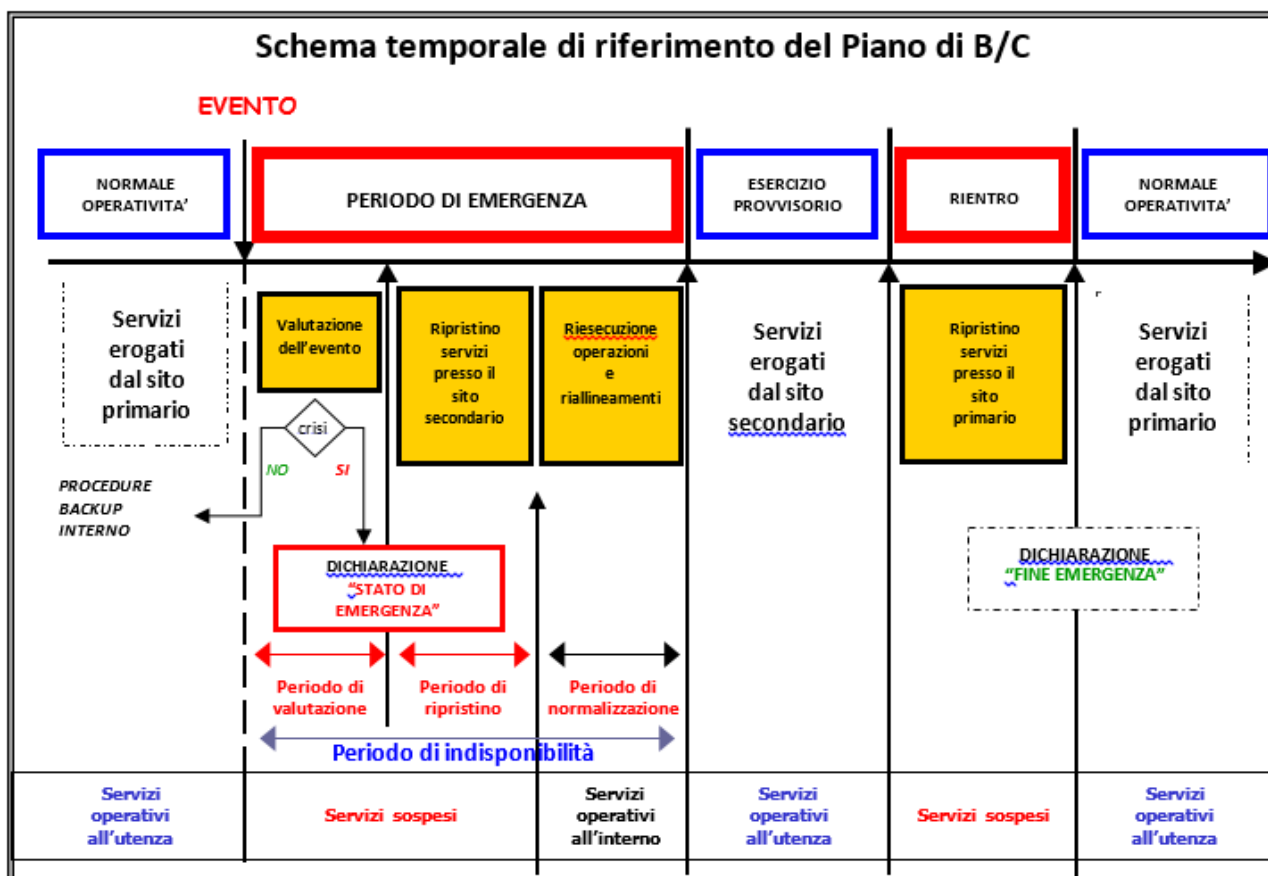 Schema temporale di riferimento del Piano di B/C
EVENTO
NORMALE
OPERATIVITA'
PERIODO DI EMERGENZA
ESERCIZIO
PROVVISORIO
RIENTRO
NORMALE
OPERATIVITA'
Servizi
erogati
dal sito
primario
Valutazione
dell'evento
Ripristino
servizi
presso il
sito
secondario
Riesecuzione
operazioni
e
riallineamenti
Servizi
erogati
dal sito
secondario
Ripristino
servizi
presso il
sito
primario
Servizi
erogati
dal sito
primario
crisi
NO
SI
PROCEDURE
BACKUP
INTERNO
DICHIARAZIONE
“STATO DI
EMERGENZA”
DICHIARAZIONE
“FINE EMERGENZA”
Periodo di
valutazione
Periodo di
ripristino
Periodo di
normalizzazione
Periodo di indisponibilità
Servizi
operativi
all'utenza
Servizi sospesi
Servizi
operativi
all'interno
Servizi
operativi
all'utenza
Servizi sospesi
Servizi
operativi
all'utenza